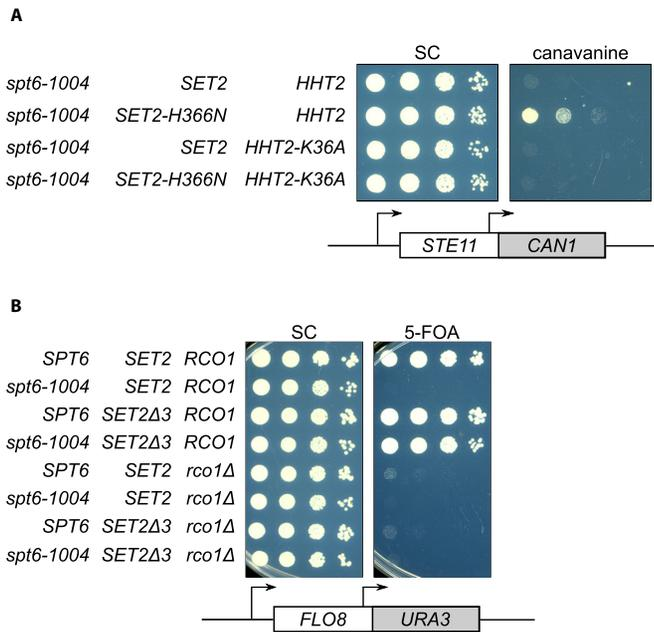 A
SC canavanine
spt6-1004 SET2 HHT2
spt6-1004 SET2-H366N HHT2
spt6-1004 SET2 HHT2-K36A
spt6-1004 SET2-H366N HHT2-K36A
STE11 CAN1
B
SC 5-FOA
SPT6 SET2 RCO1
spt6-1004 SET2 RCO1
SPT6 SET2Δ3 RCO1
spt6-1004 SET2Δ3 RCO1
SPT6 SET2 rco1Δ
spt6-1004 SET2 rco1Δ
SPT6 SET2Δ3 rco1Δ
spt6-1004 SET2Δ3 rco1Δ
FLO8 URA3